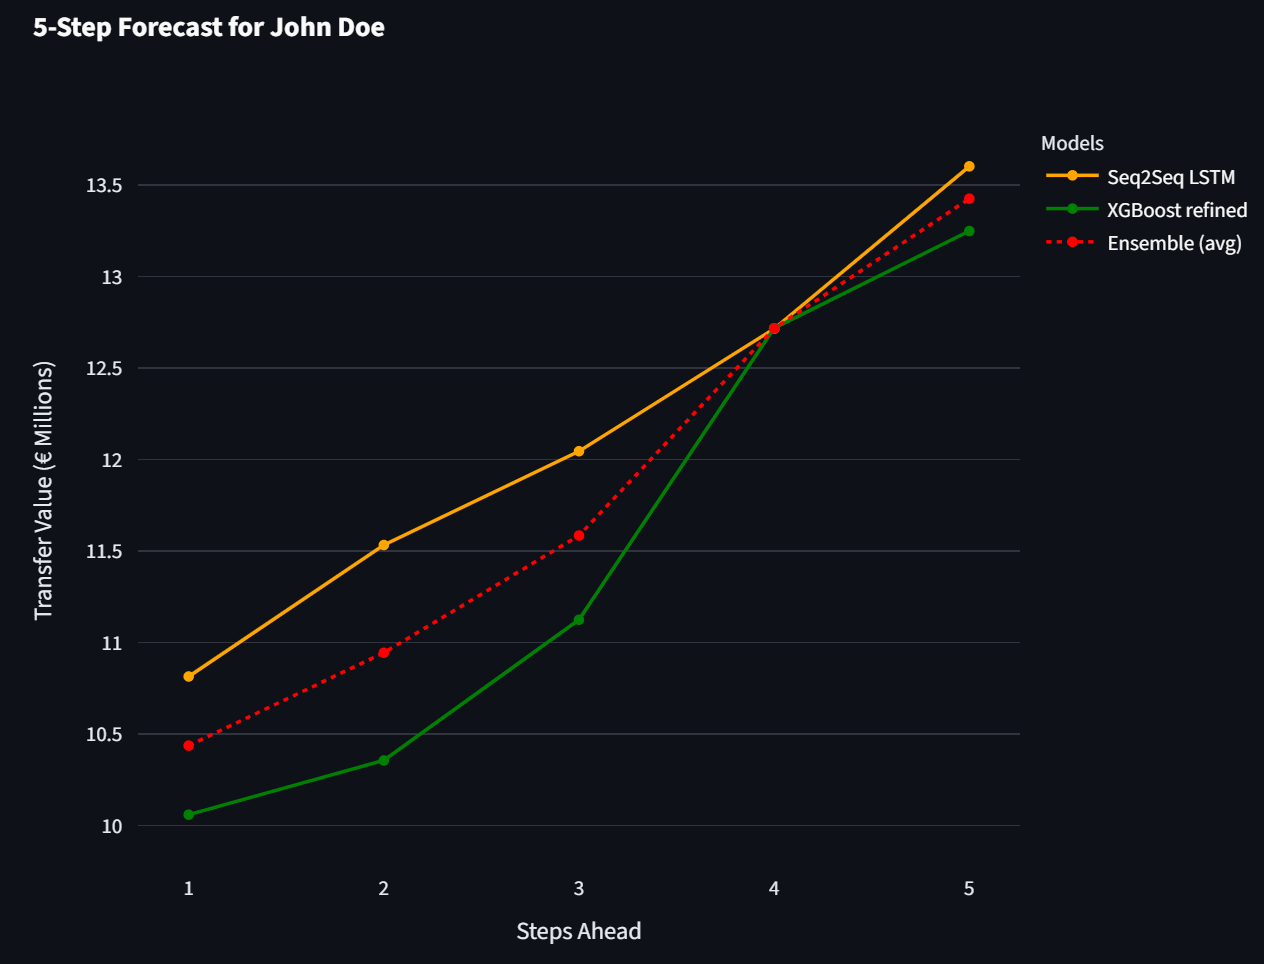 5-Step Forecast for John Doe
Models
Seq2Seq LSTM
XGBoost refined
Ensemble (avg)
13.5
13
12.5
12
11.5
11
10.5
10
Transfer Value (€ Millions)
1 2 3 4 5
Steps Ahead